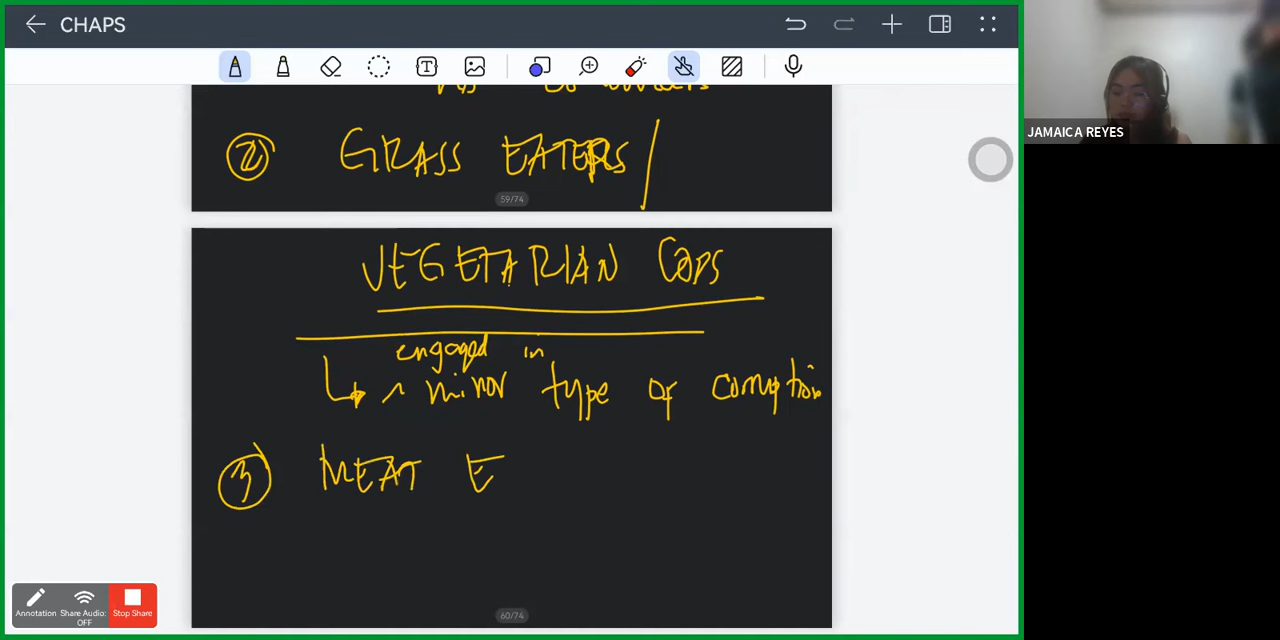 CHAPS
② GRASS EATERS/
59/74
VEGETARIAN COPS
engaged in
↳ ^ minor type of corruption
③ MEAT E
60/74
Annotation
Share Audio: OFF
Stop Share
JAMAICA REYES